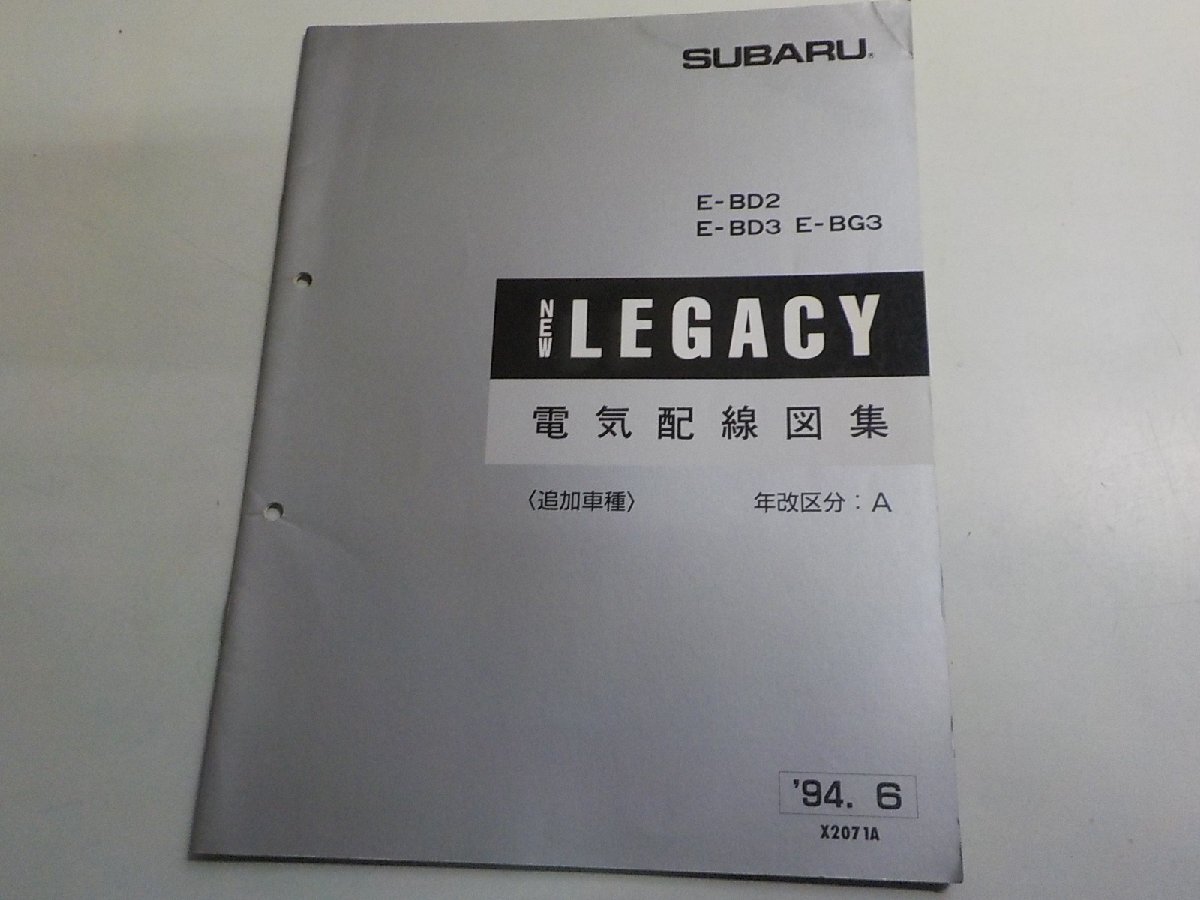 SUBARU®
E-BD2
E-BD3 E-BG3
NEW LEGACY
電気配線図集
〈追加車種〉 年改区分：A
'94. 6
X2071A